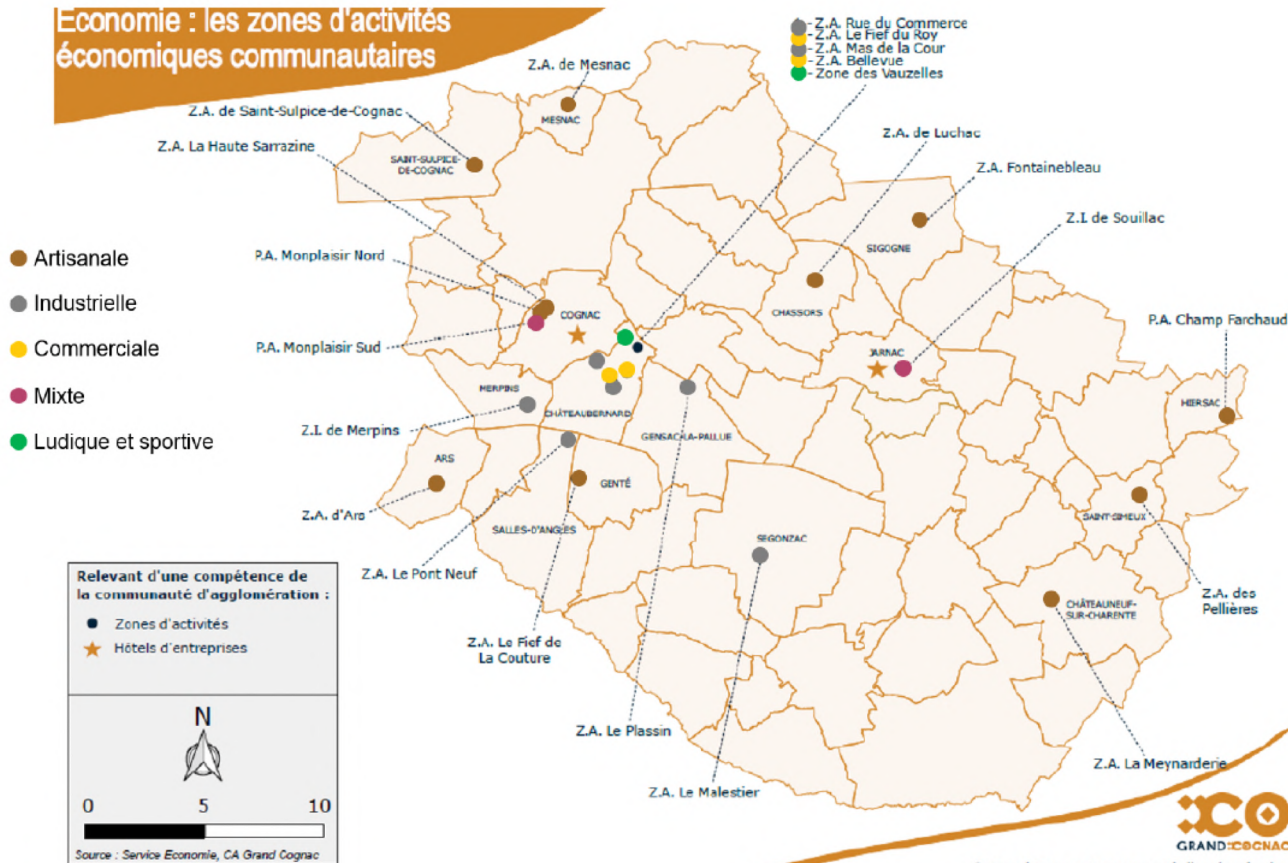 Economie : les zones d'activités
économiques communautaires
Z.A. Rue du Commerce
Z.A. Le Fief du Roy
Z.A. Mas de la Cour
Z.A. Bellevue
Zone des Vauzelles
Z.A. de Mesnac
Z.A. de Saint-Sulpice-de-Cognac
Z.A. La Haute Sarrazine
Z.A. de Luchac
Z.A. Fontainebleau
Z.I. de Souillac
P.A. Monplaisir Nord
P.A. Monplaisir Sud
P.A. Champ Farchaud
MESNAC
SAINT-SULPICE-
DE-COGNAC
SIGOGNE
COGNAC
CHASSORS
JARNAC
MERPINS
CHÂTEAUBERNARD
HIERSAC
GENSAC-LA-PALLUE
ARS
GENTÉ
SALLES-D'ANGLES
SEGONZAC
SAINT-SIMEUX
CHÂTEAUNEUF-
SUR-CHARENTE
Artisanale
Industrielle
Commerciale
Mixte
Ludique et sportive
Z.I. de Merpins
Z.A. d'Ars
Z.A. Le Pont Neuf
Z.A. Le Fief de
La Couture
Z.A. Le Plassin
Z.A. Le Malestier
Z.A. des
Pellières
Z.A. La Meynarderie
Relevant d'une compétence de
la communauté d'agglomération :
Zones d'activités
Hôtels d'entreprises
N
0 5 10
Source : Service Economie, CA Grand Cognac
GRAND COGNAC